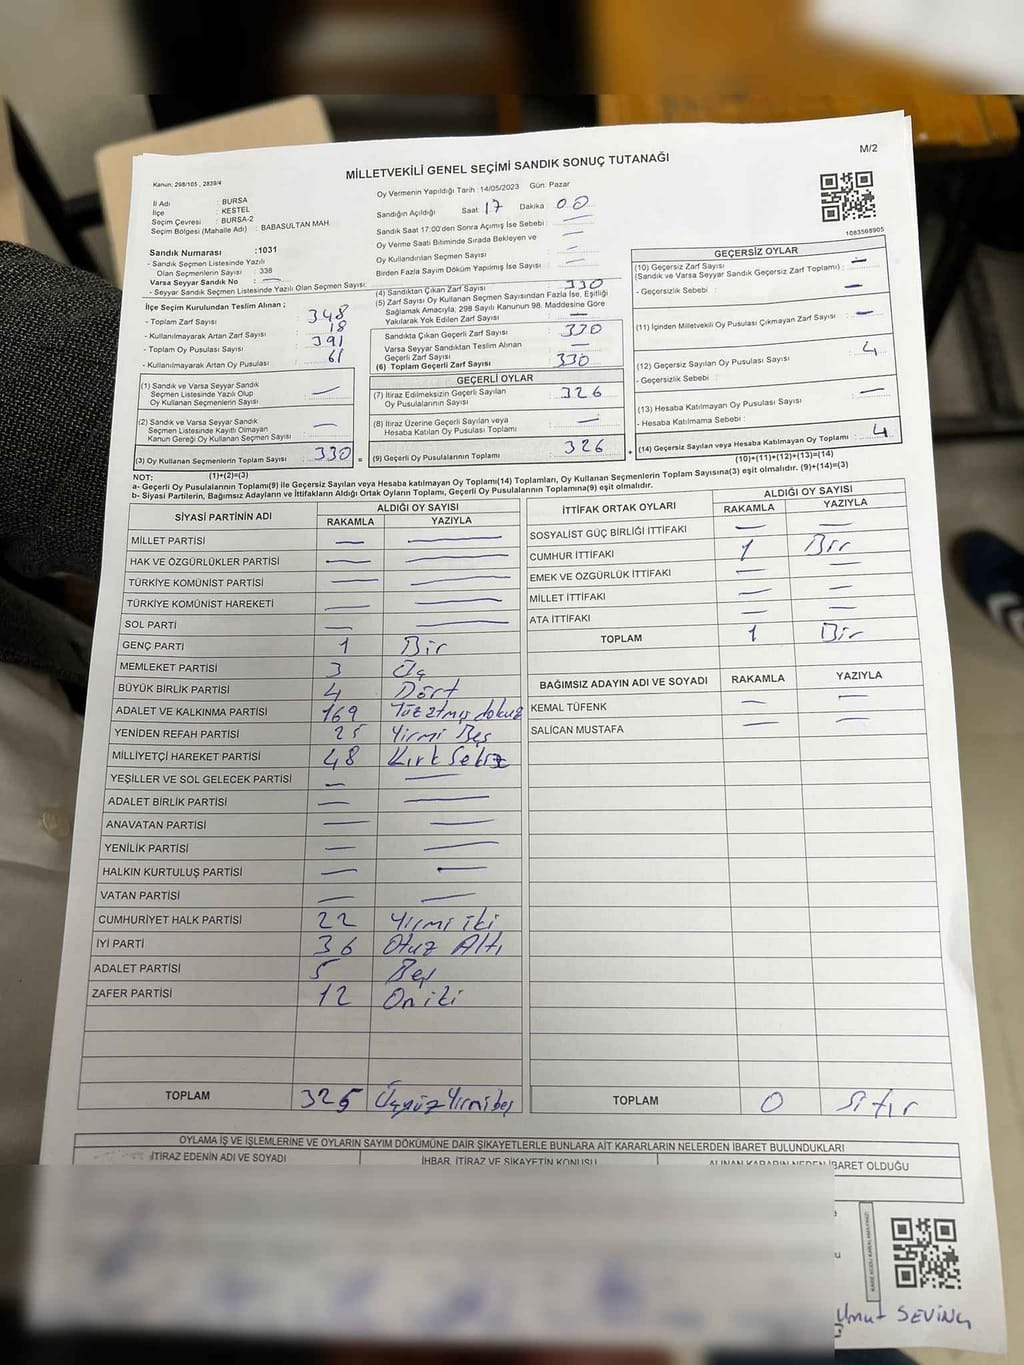 M/2
MİLLETVEKİLİ GENEL SEÇİMİ SANDIK SONUÇ TUTANAĞI
Kanun: 298/105 , 2839/4
İl Adı : BURSA
İlçe : KESTEL
Seçim Çevresi : BURSA-2
Seçim Bölgesi (Mahalle Adı) : BABASULTAN MAH.
Sandık Numarası :1031
- Sandık Seçmen Listesinde Yazılı
Olan Seçmenlerin Sayısı : 338
Varsa Seyyar Sandık No :
- Seyyar Sandık Seçmen Listesinde Yazılı Olan Seçmen Sayısı:
Oy Vermenin Yapıldığı Tarih : 14/05/2023 Gün: Pazar
Sandığın Açıldığı Saat: 17 Dakika 00
Sandık Saat 17:00'den Sonra Açılmış İse Sebebi : —
Oy Verme Saati Bitiminde Sırada Bekleyen ve
Oy Kullandırılan Seçmen Sayısı : —
Birden Fazla Sayım Döküm Yapılmış İse Sayısı : —
1083568905
İlçe Seçim Kurulundan Teslim Alınan ;
- Toplam Zarf Sayısı : 348
- Kullanılmayarak Artan Zarf Sayısı : 18
- Toplam Oy Pusulası Sayısı : 391
- Kullanılmayarak Artan Oy Pusulası : 61
(1) Sandık ve Varsa Seyyar Sandık
Seçmen Listesinde Yazılı Olup
Oy Kullanan Seçmenlerin Sayısı : —
(2) Sandık ve Varsa Seyyar Sandık
Seçmen Listesinde Kayıtlı Olmayan
Kanun Gereği Oy Kullanan Seçmen Sayısı : —
(3) Oy Kullanan Seçmenlerin Toplam Sayısı : 330 =
(1)+(2)=(3)
(4) Sandıktan Çıkan Zarf Sayısı : 330
(5) Zarf Sayısı Oy Kullanan Seçmen Sayısından Fazla İse, Eşitliği
Sağlamak Amacıyla; 298 Sayılı Kanunun 98. Maddesine Göre
Yakılarak Yok Edilen Zarf Sayısı : —
Sandıkta Çıkan Geçerli Zarf Sayısı : 330
Varsa Seyyar Sandıktan Teslim Alınan
Geçerli Zarf Sayısı : —
(6) Toplam Geçerli Zarf Sayısı : 330
GEÇERLİ OYLAR
(7) İtiraz Edilmeksizin Geçerli Sayılan
Oy Pusulalarının Sayısı : 326
(8) İtiraz Üzerine Geçerli Sayılan veya
Hesaba Katılan Oy Pusulası Toplamı : —
(9) Geçerli Oy Pusulalarının Toplamı : 326 +
GEÇERSİZ OYLAR
(10) Geçersiz Zarf Sayısı : —
(Sandık ve Varsa Seyyar Sandık Geçersiz Zarf Toplamı)
- Geçersizlik Sebebi : —
(11) İçinden Milletvekili Oy Pusulası Çıkmayan Zarf Sayısı : —
(12) Geçersiz Sayılan Oy Pusulası Sayısı : 4
- Geçersizlik Sebebi :
(13) Hesaba Katılmayan Oy Pusulası Sayısı : —
- Hesaba Katılmama Sebebi :
(14) Geçersiz Sayılan veya Hesaba Katılmayan Oy Toplamı : 4
(10)+(11)+(12)+(13)=(14)
NOT:
a- Geçerli Oy Pusulalarının Toplamı(9) ile Geçersiz Sayılan veya Hesaba katılmayan Oy Toplamı(14) Toplamları, Oy Kullanan Seçmenlerin Toplam Sayısına(3) eşit olmalıdır. (9)+(14)=(3)
b- Siyasi Partilerin, Bağımsız Adayların ve İttifakların Aldığı Ortak Oyların Toplamı, Geçerli Oy Pusulalarının Toplamına(9) eşit olmalıdır.
SİYASİ PARTİNİN ADI ALDIĞI OY SAYISI
RAKAMLA YAZIYLA
MİLLET PARTİSİ — —
HAK VE ÖZGÜRLÜKLER PARTİSİ — —
TÜRKİYE KOMÜNİST PARTİSİ — —
TÜRKİYE KOMÜNİST HAREKETİ — —
SOL PARTİ — —
GENÇ PARTİ 1 Bir
MEMLEKET PARTİSİ 3 Üç
BÜYÜK BİRLİK PARTİSİ 4 Dört
ADALET VE KALKINMA PARTİSİ 169 Yüzatmış dokuz
YENİDEN REFAH PARTİSİ 25 Yirmi Beş
MİLLİYETÇİ HAREKET PARTİSİ 48 Kırk Sekiz
YEŞİLLER VE SOL GELECEK PARTİSİ — —
ADALET BİRLİK PARTİSİ — —
ANAVATAN PARTİSİ — —
YENİLİK PARTİSİ — —
HALKIN KURTULUŞ PARTİSİ — —
VATAN PARTİSİ — —
CUMHURİYET HALK PARTİSİ 22 Yirmi iki
İYİ PARTİ 36 Otuz Altı
ADALET PARTİSİ 5 Beş
ZAFER PARTİSİ 12 On iki
TOPLAM 325 Üçyüz Yirmi beş
İTTİFAK ORTAK OYLARI ALDIĞI OY SAYISI
RAKAMLA YAZIYLA
SOSYALİST GÜÇ BİRLİĞİ İTTİFAKI — —
CUMHUR İTTİFAKI 1 Bir
EMEK VE ÖZGÜRLÜK İTTİFAKI — —
MİLLET İTTİFAKI — —
ATA İTTİFAKI — —
TOPLAM 1 Bir
BAĞIMSIZ ADAYIN ADI VE SOYADI RAKAMLA YAZIYLA
KEMAL TÜFENK — —
SALİCAN MUSTAFA — —
TOPLAM 0 Sıfır
OYLAMA İŞ VE İŞLEMLERİNE VE OYLARIN SAYIM DÖKÜMÜNE DAİR ŞİKAYETLERLE BUNLARA AİT KARARLARIN NELERDEN İBARET BULUNDUKLARI
İTİRAZ EDENİN ADI VE SOYADI İHBAR, İTİRAZ VE ŞİKAYETİN KONUSU ALINAN KARARIN NEDEN İBARET OLDUĞU
Umut SEVİNÇ